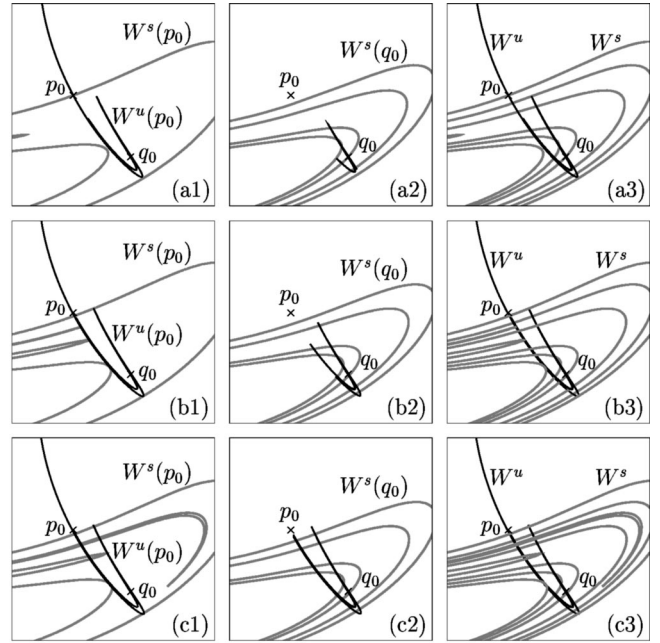 W^s(p_0)
p_0
W^u(p_0)
q_0
(a1)
W^s(q_0)
p_0
q_0
(a2)
W^u
W^s
p_0
q_0
(a3)
W^s(p_0)
p_0
W^u(p_0)
q_0
(b1)
W^s(q_0)
p_0
q_0
(b2)
W^u
W^s
p_0
q_0
(b3)
W^s(p_0)
p_0
W^u(p_0)
q_0
(c1)
W^s(q_0)
p_0
q_0
(c2)
W^u
W^s
p_0
q_0
(c3)